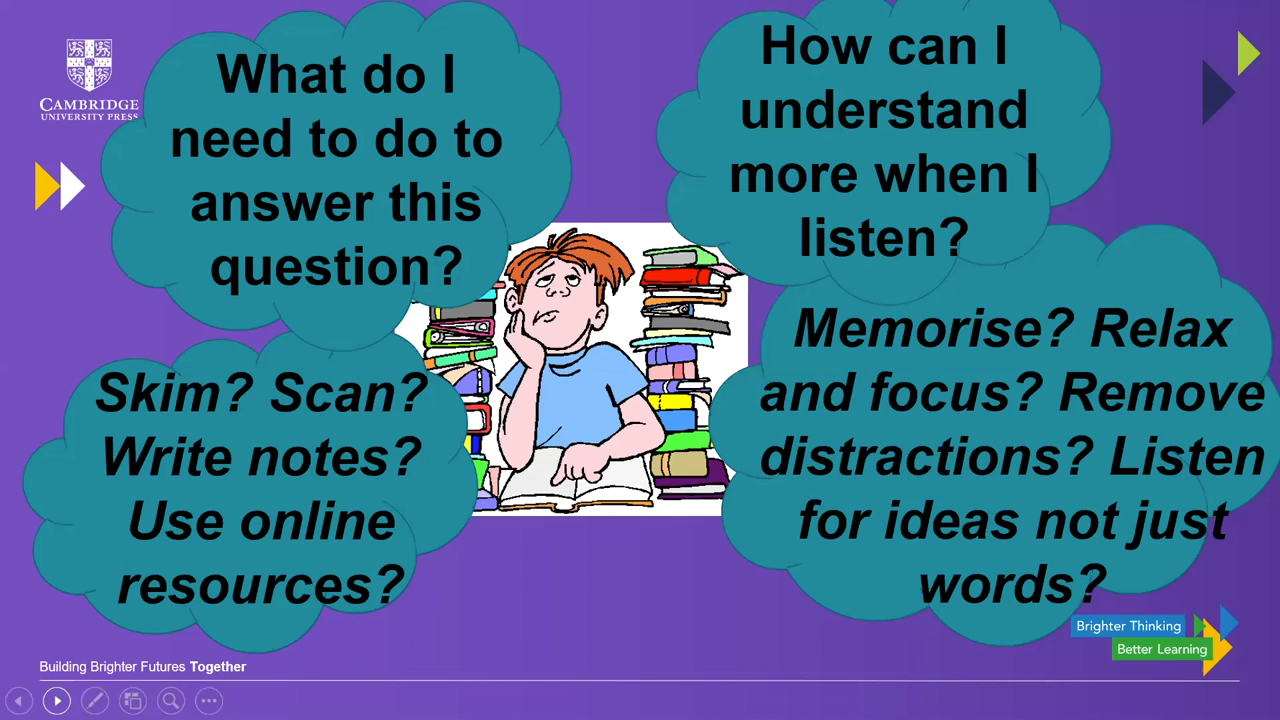 CAMBRIDGE
UNIVERSITY PRESS
What do I
need to do to
answer this
question?
How can I
understand
more when I
listen?
Skim? Scan?
Write notes?
Use online
resources?
Memorise? Relax
and focus? Remove
distractions? Listen
for ideas not just
words?
Brighter Thinking
Better Learning
Building Brighter Futures Together